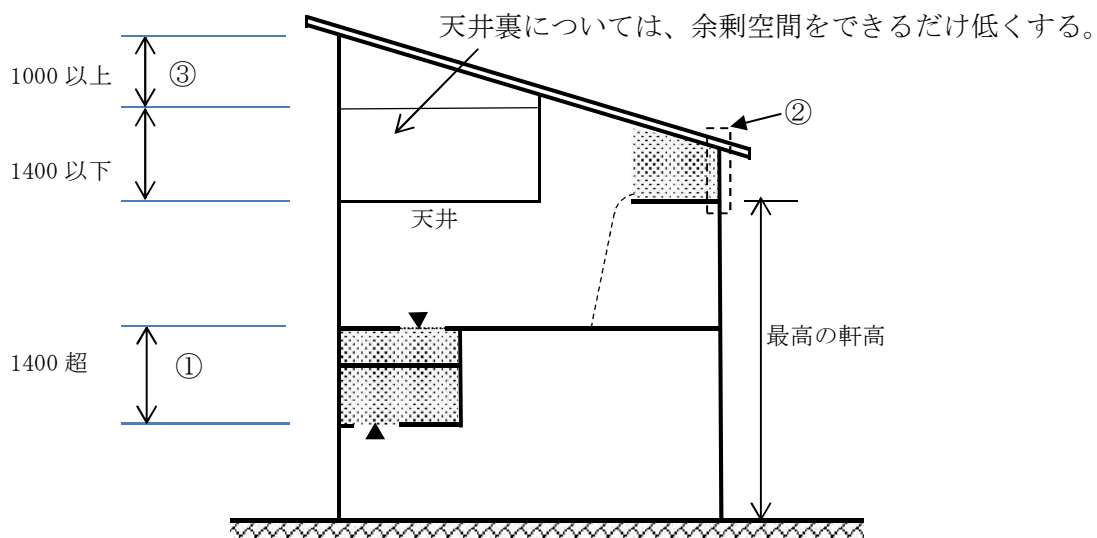 天井裏については、余剰空間をできるだけ低くする。
1000 以上
③
②
1400 以下
天井
最高の軒高
1400 超
①